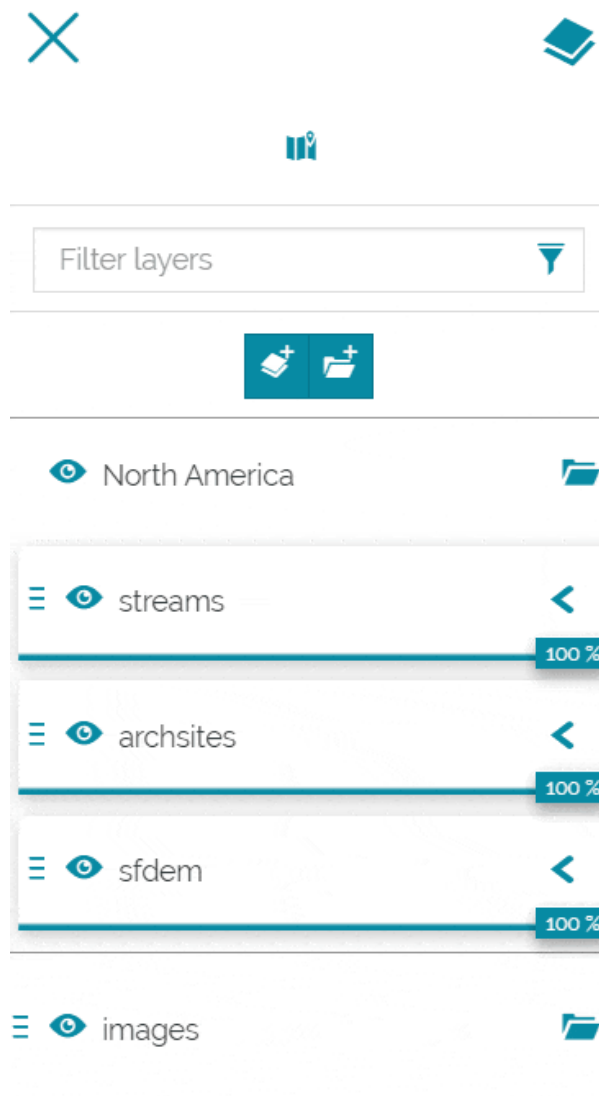 Filter layers
North America
streams
100 %
archsites
100 %
sfdem
100 %
images